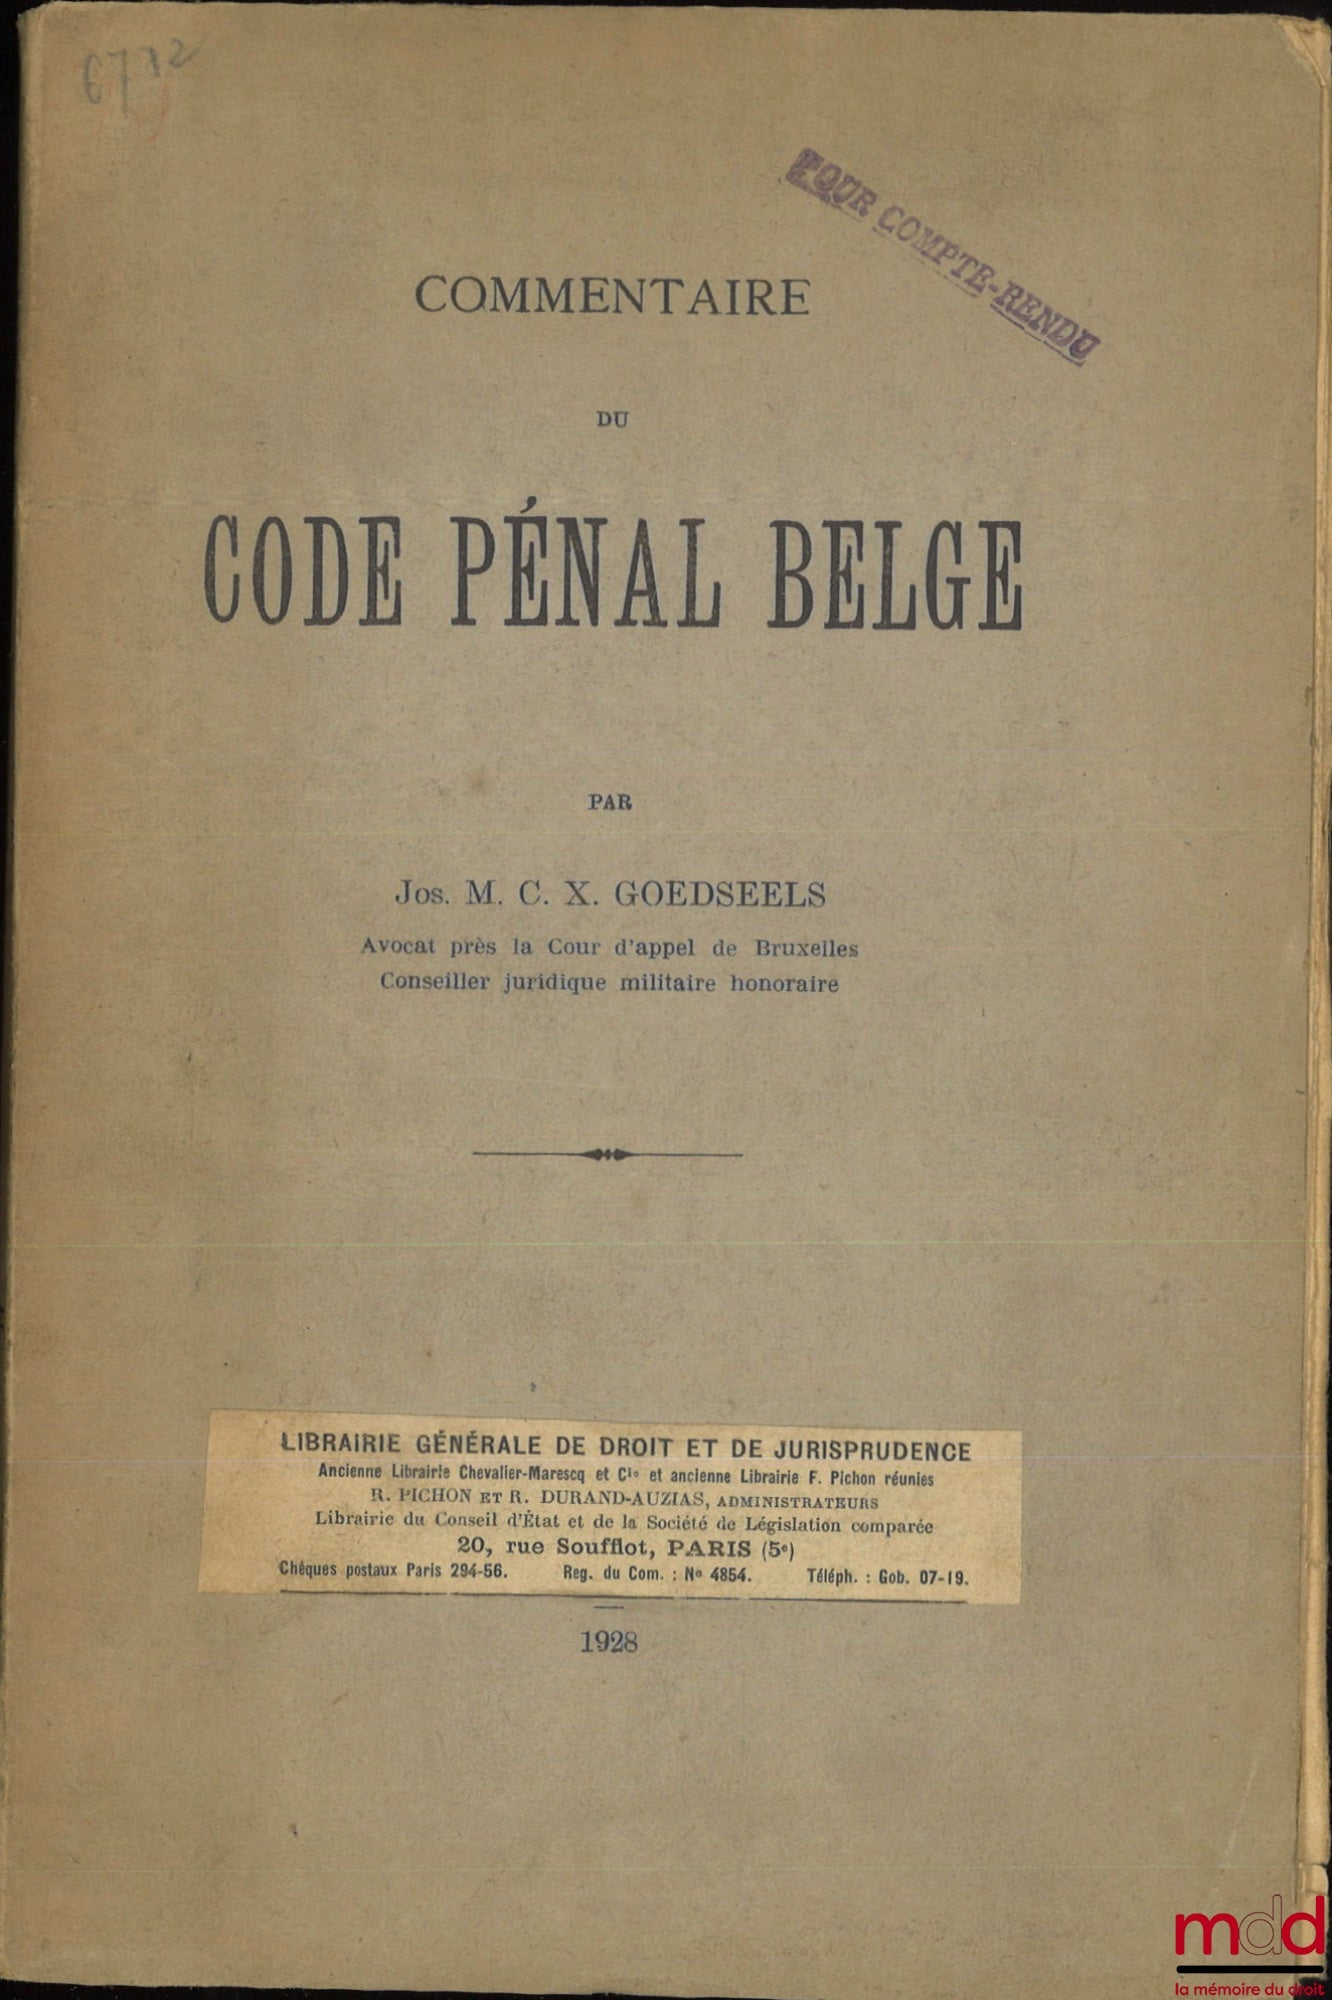 6732
POUR COMPTE-RENDU
COMMENTAIRE
DU
CODE PÉNAL BELGE
PAR
Jos. M. C. X. GOEDSEELS
Avocat près la Cour d'appel de Bruxelles
Conseiller juridique militaire honoraire
LIBRAIRIE GÉNÉRALE DE DROIT ET DE JURISPRUDENCE
Ancienne Librairie Chevalier-Marescq et Cie et ancienne Librairie F. Pichon réunies
R. PICHON ET R. DURAND-AUZIAS, ADMINISTRATEURS
Librairie du Conseil d'État et de la Société de Législation comparée
20, rue Soufflot, PARIS (5e)
Chèques postaux Paris 294-56. Reg. du Com. : No 4854. Téléph. : Gob. 07-19.
1928
mdd
la mémoire du droit